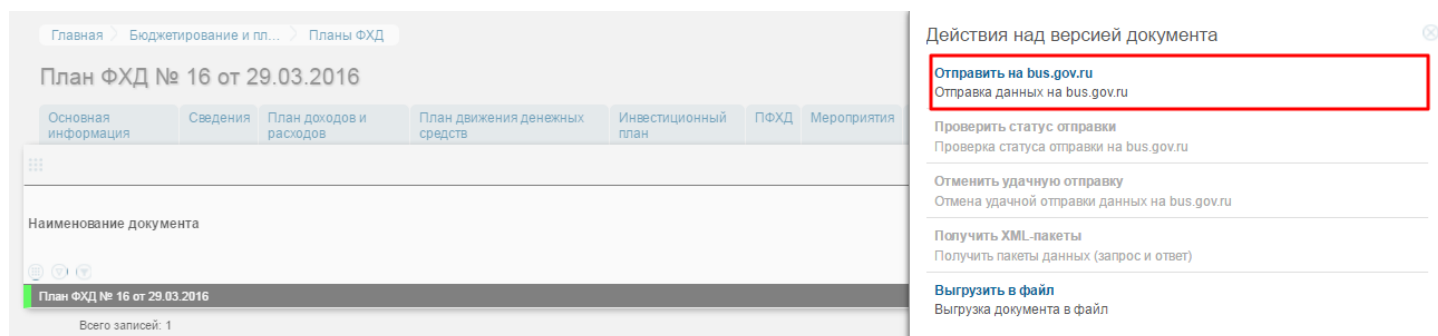 Главная Бюджетирование и пл... Планы ФХД
План ФХД № 16 от 29.03.2016
Основная информация
Сведения
План доходов и расходов
План движения денежных средств
Инвестиционный план
ПФХД
Мероприятия
Наименование документа
План ФХД № 16 от 29.03.2016
Всего записей: 1
Действия над версией документа
Отправить на bus.gov.ru
Отправка данных на bus.gov.ru
Проверить статус отправки
Проверка статуса отправки на bus.gov.ru
Отменить удачную отправку
Отмена удачной отправки данных на bus.gov.ru
Получить XML-пакеты
Получить пакеты данных (запрос и ответ)
Выгрузить в файл
Выгрузка документа в файл